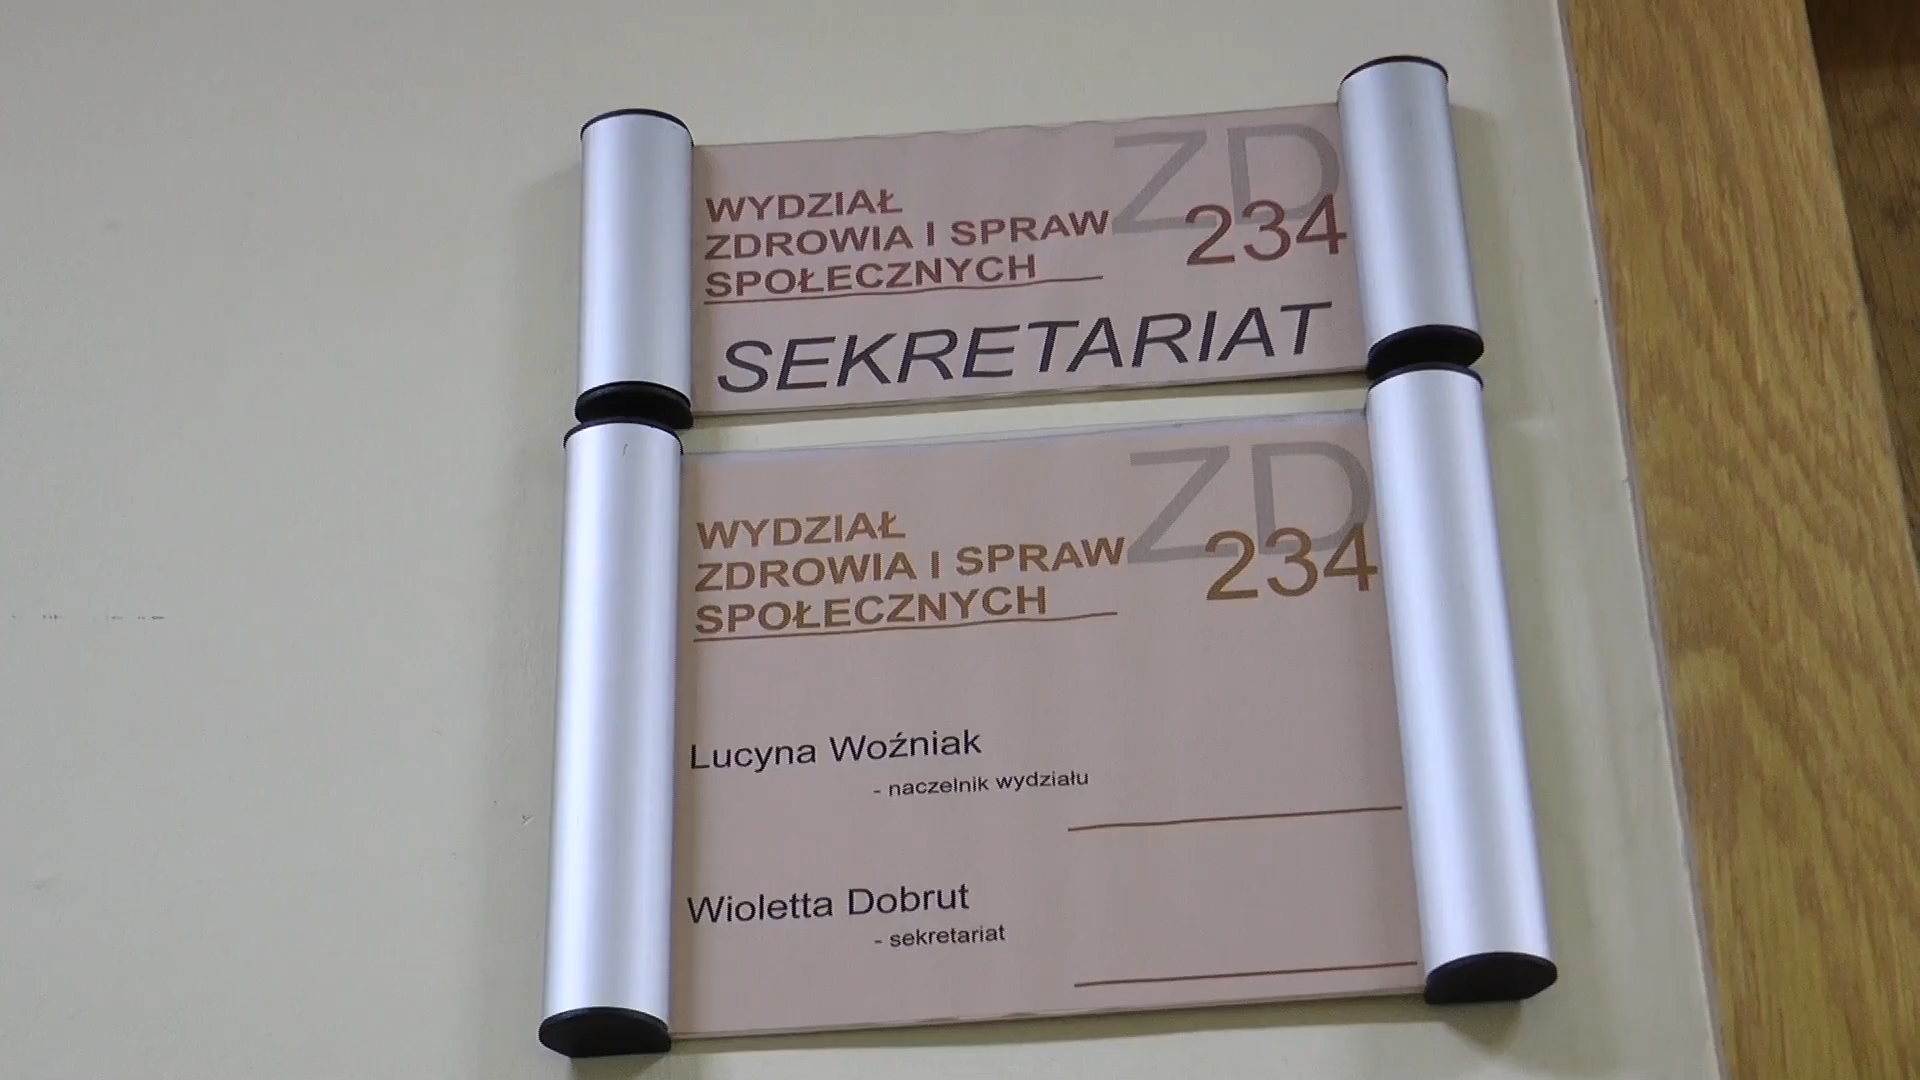 ZD
WYDZIAŁ
ZDROWIA I SPRAW
SPOŁECZNYCH
234
SEKRETARIAT
ZD
WYDZIAŁ
ZDROWIA I SPRAW
SPOŁECZNYCH
234
Lucyna Woźniak
- naczelnik wydziału
Wioletta Dobrut
- sekretariat